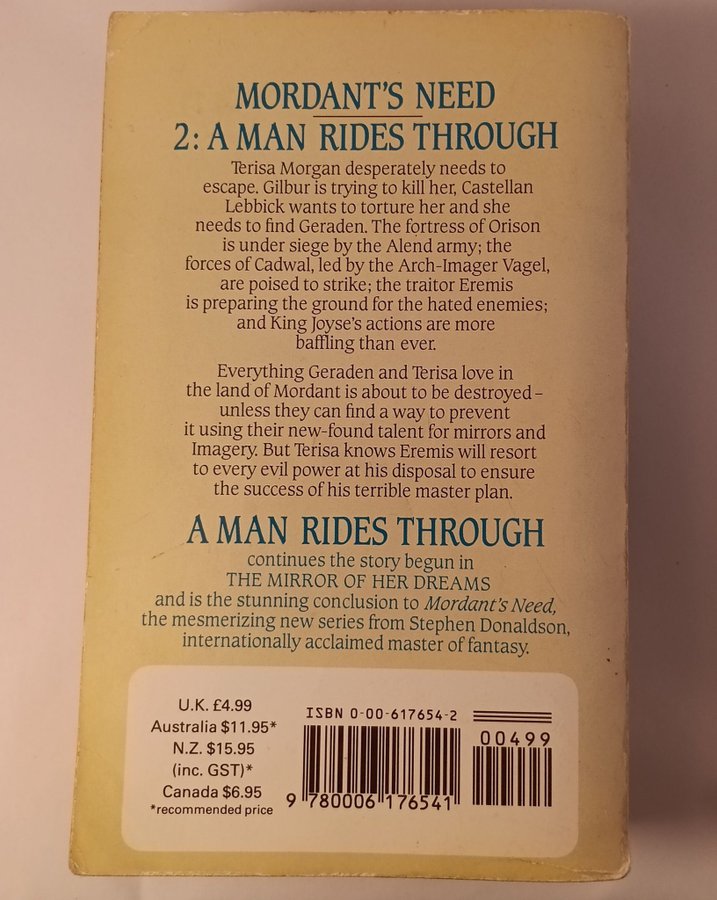 MORDANT'S NEED
2: A MAN RIDES THROUGH
Terisa Morgan desperately needs to
escape. Gilbur is trying to kill her, Castellan
Lebbick wants to torture her and she
needs to find Geraden. The fortress of Orison
is under siege by the Alend army; the
forces of Cadwal, led by the Arch-Imager Vagel,
are poised to strike; the traitor Eremis
is preparing the ground for the hated enemies;
and King Joyse's actions are more
baffling than ever.
Everything Geraden and Terisa love in
the land of Mordant is about to be destroyed –
unless they can find a way to prevent
it using their new-found talent for mirrors and
Imagery. But Terisa knows Eremis will resort
to every evil power at his disposal to ensure
the success of his terrible master plan.
A MAN RIDES THROUGH
continues the story begun in
THE MIRROR OF HER DREAMS
and is the stunning conclusion to Mordant's Need,
the mesmerizing new series from Stephen Donaldson,
internationally acclaimed master of fantasy.
U.K. £4.99
Australia $11.95*
N.Z. $15.95
(inc. GST)*
Canada $6.95
*recommended price
ISBN 0-00-617654-2
00499
9 780006 176541